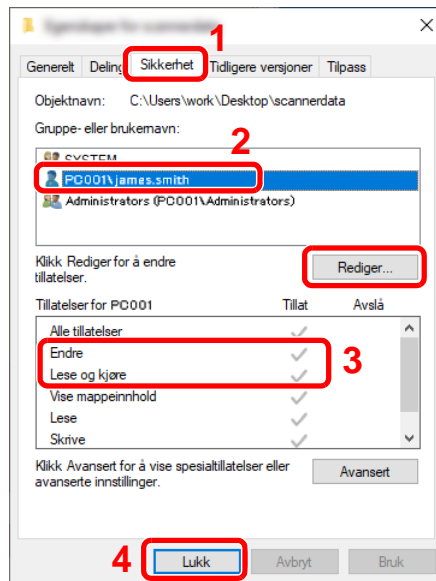 1
Generelt Deling Sikkerhet Tidligere versjoner Tilpass
Objektnavn: C:\Users\work\Desktop\scannerdata
Gruppe- eller brukernavn:
2
SYSTEM
PC001\james.smith
Administrators (PC001\Administrators)
Klikk Rediger for å endre
tillatelser.
Rediger...
Tillatelser for PC001 Tillat Avslå
Alle tillatelser
Endre
Lese og kjøre
3
Vise mappeinnhold
Lese
Skrive
Klikk Avansert for å vise spesialtillatelser eller
avanserte innstillinger.
Avansert
4
Lukk Avbryt Bruk